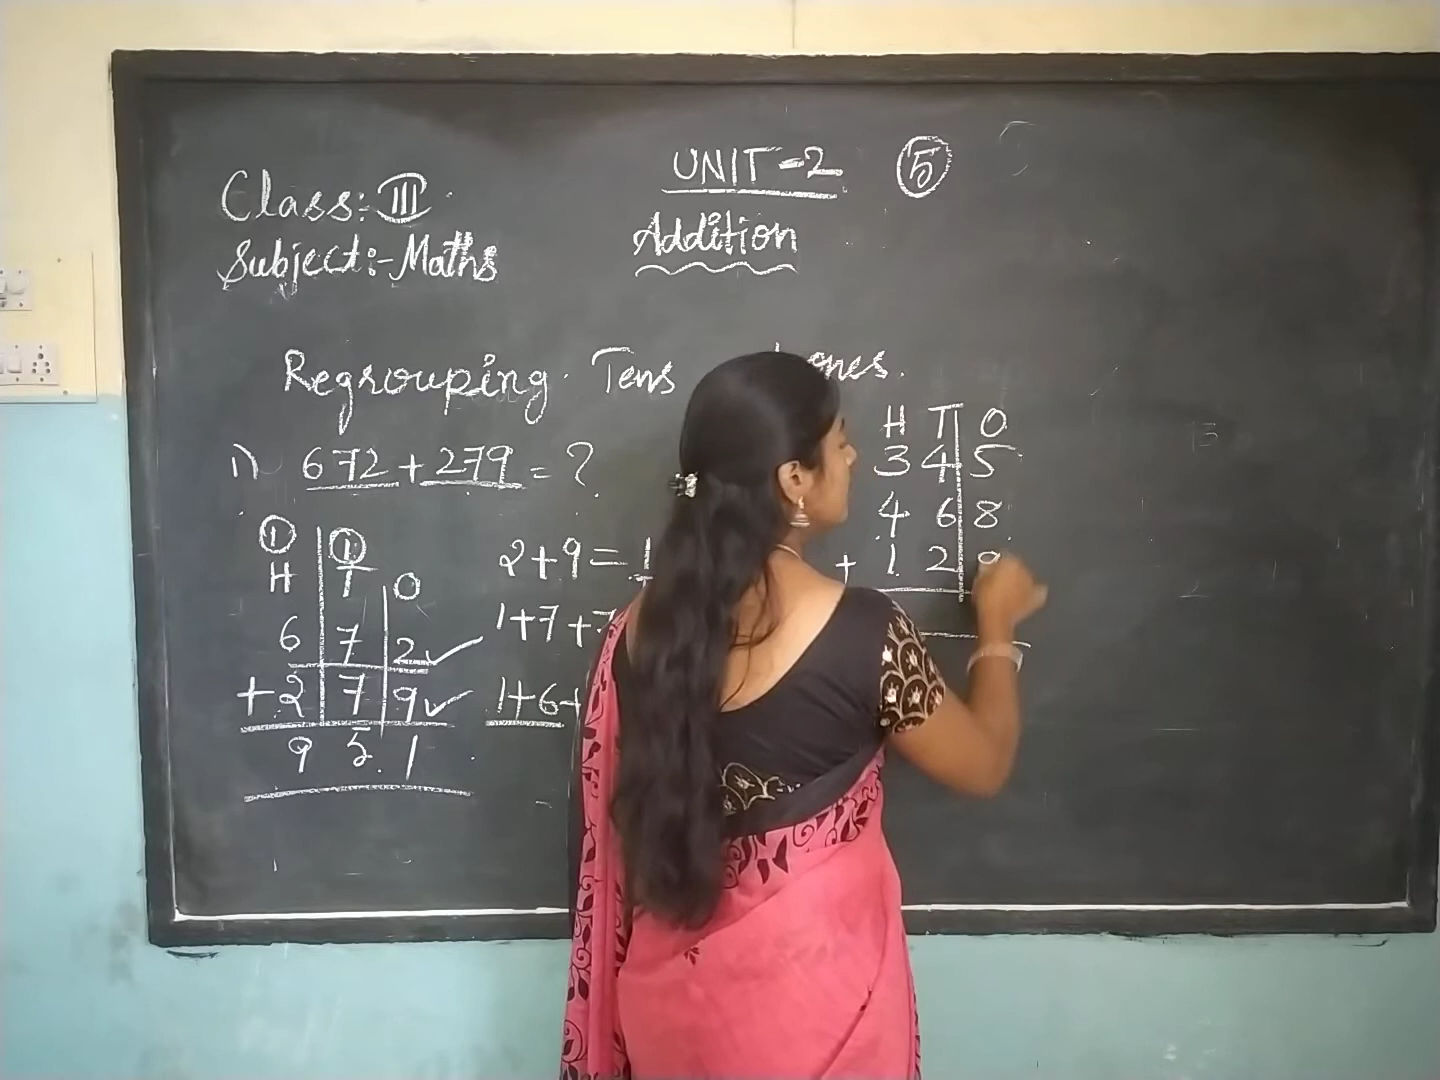 UNIT-2 5
Class:- III
Subject:- Maths
Addition
Regrouping Tens ones.
1) 672 + 279 = ?
1 1
H T O
6 7 2 ✓
+ 2 7 9 ✓
9 5 1
2+9=1
1+7+7
1+6+
H T O
3 4 5
4 6 8
+ 1 2